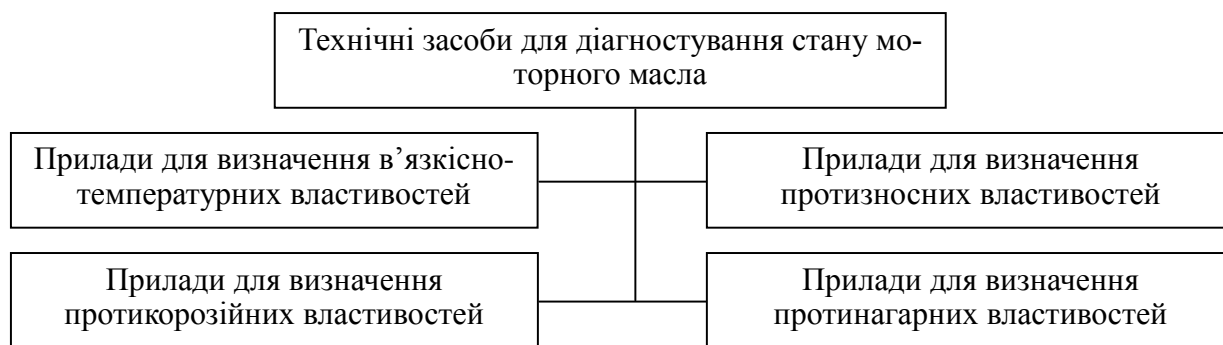 Технічні засоби для діагностування стану мо-
торного масла
Прилади для визначення в’язкісно-
температурних властивостей
Прилади для визначення
протизносних властивостей
Прилади для визначення
протикорозійних властивостей
Прилади для визначення
протинагарних властивостей